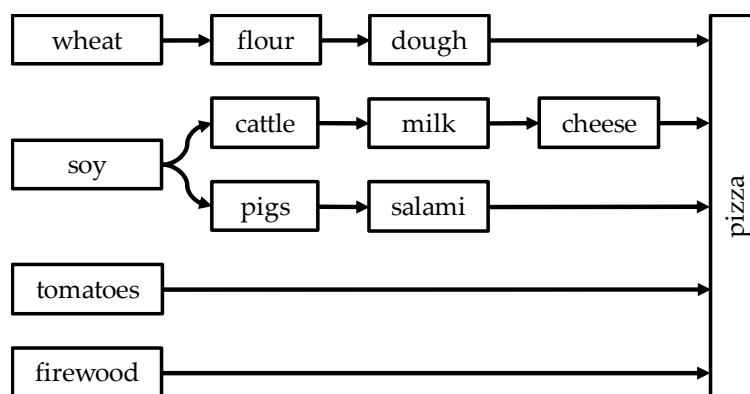 wheat
flour
dough
cattle
milk
cheese
soy
pigs
salami
tomatoes
firewood
pizza